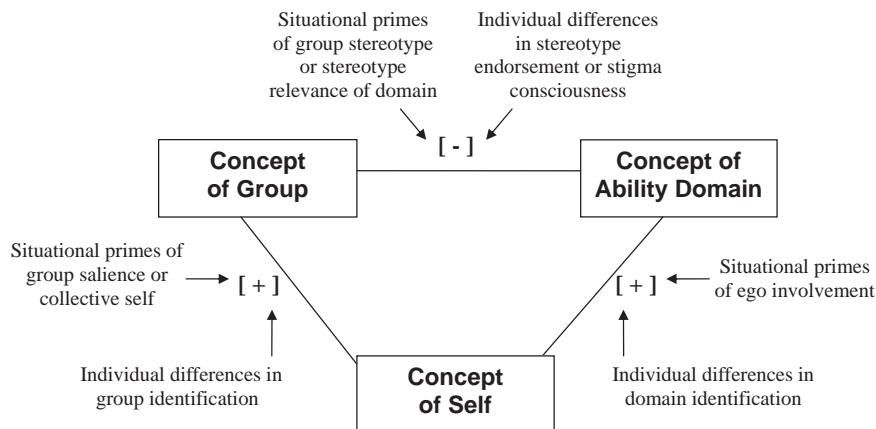 Situational primes
of group stereotype
or stereotype
relevance of domain
Individual differences
in stereotype
endorsement or stigma
consciousness
[ - ]
Concept
of Group
Concept of
Ability Domain
Situational primes of
group salience or
collective self
[ + ]
[ + ]
Situational primes
of ego involvement
Individual differences in
group identification
Concept
of Self
Individual differences in
domain identification